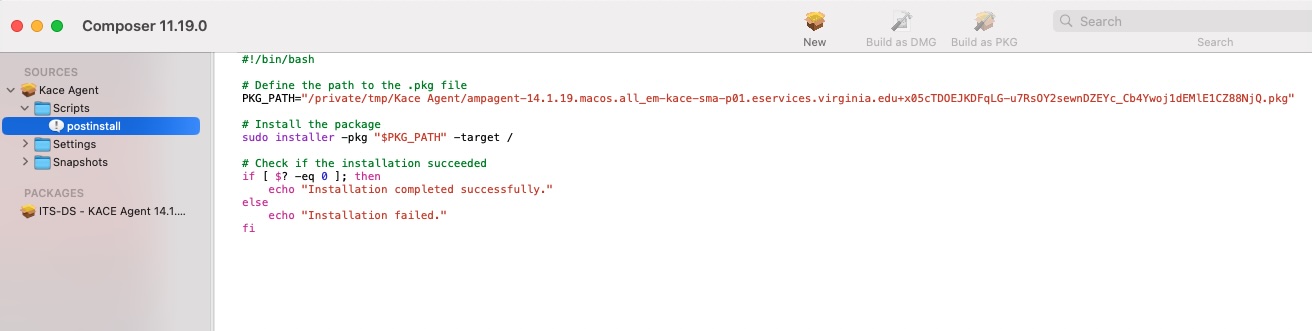 Composer 11.19.0
New
Build as DMG
Build as PKG
Search
Search
SOURCES
Kace Agent
Scripts
postinstall
Settings
Snapshots
PACKAGES
ITS-DS - KACE Agent 14.1....
#!/bin/bash
# Define the path to the .pkg file
PKG_PATH="/private/tmp/Kace Agent/ampagent-14.1.19.macos.all_em-kace-sma-p01.eservices.virginia.edu+x05cTDOEJKDFqLG-u7RsOY2sewnDZEYc_Cb4Ywoj1dEMlE1CZ88NjQ.pkg"
# Install the package
sudo installer -pkg "$PKG_PATH" -target /
# Check if the installation succeeded
if [ $? -eq 0 ]; then
    echo "Installation completed successfully."
else
    echo "Installation failed."
fi